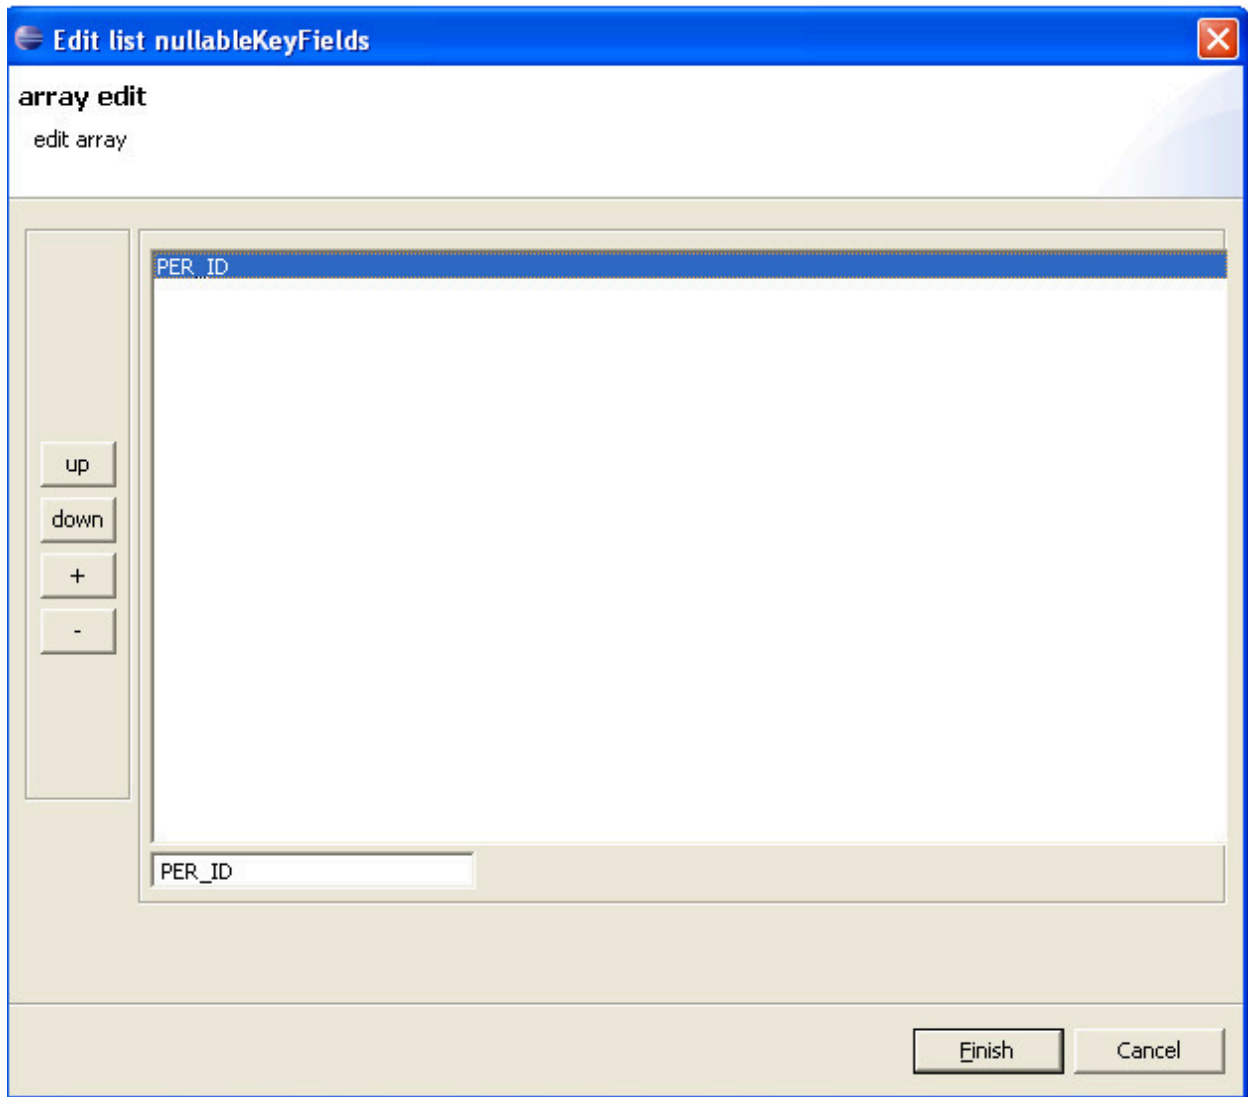 Edit list nullableKeyFields
array edit
edit array
PER_ID
up
down
+
-
PER_ID
Finish
Cancel